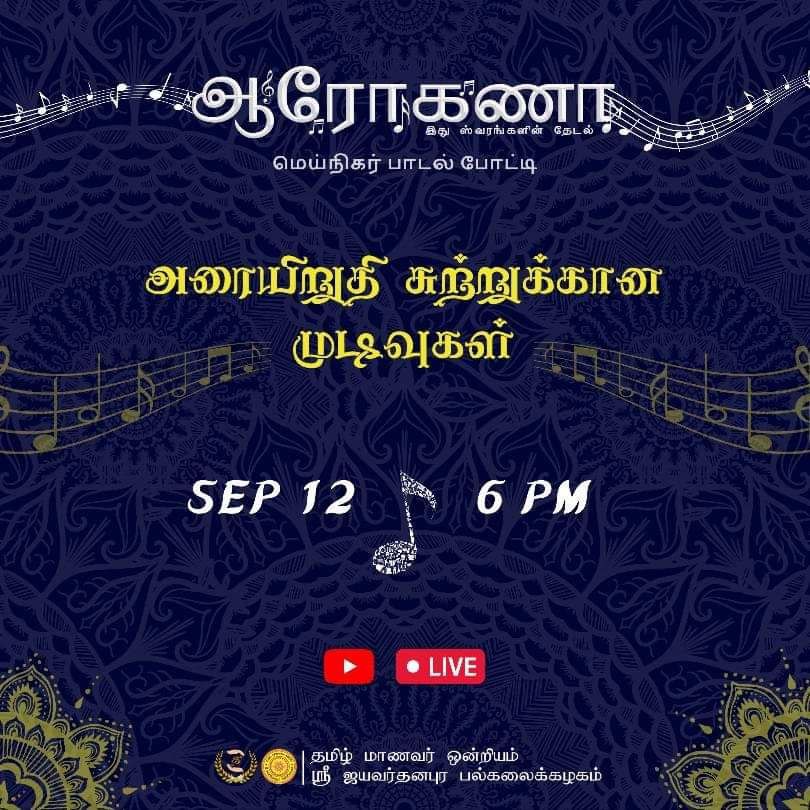 ஆரோகணா
இது ஸ்வரங்களின் தேடல்
மெய்நிகர் பாடல் போட்டி
அரையிறுதி சுற்றுக்கான
முடிவுகள்
SEP 12 6 PM
LIVE
தமிழ் மாணவர் ஒன்றியம்
ஸ்ரீ ஜயவர்தனபுர பல்கலைக்கழகம்